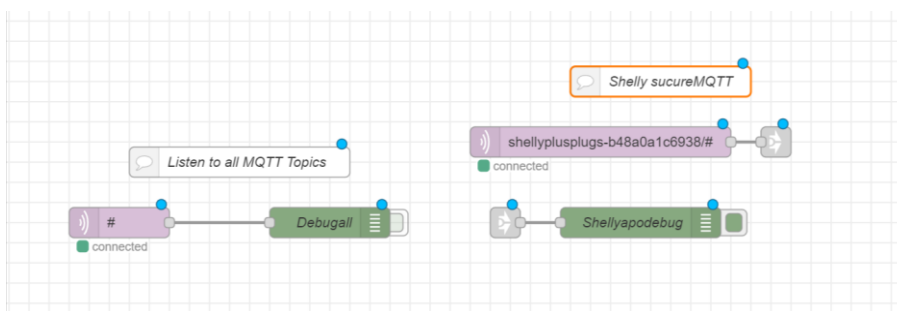 Shelly sucureMQTT
shellyplusplugs-b48a0a1c6938/#
connected
Listen to all MQTT Topics
#
Debugall
connected
Shellyapodebug